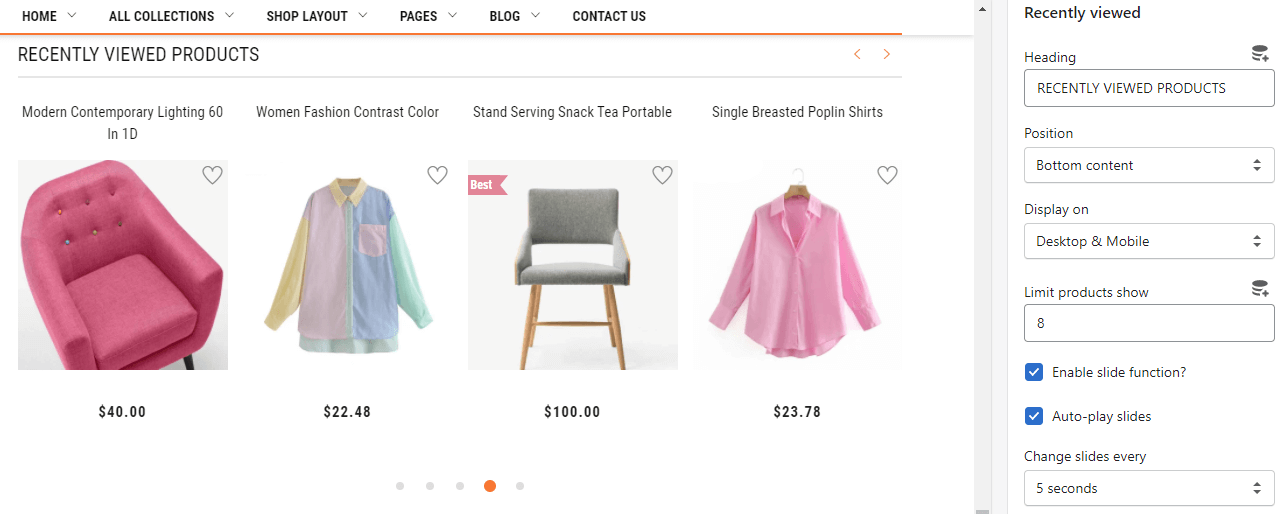 HOME ALL COLLECTIONS SHOP LAYOUT PAGES BLOG CONTACT US
RECENTLY VIEWED PRODUCTS
Modern Contemporary Lighting 60
In 1D
Women Fashion Contrast Color
Stand Serving Snack Tea Portable
Single Breasted Poplin Shirts
Best
$40.00
$22.48
$100.00
$23.78
Recently viewed
Heading
RECENTLY VIEWED PRODUCTS
Position
Bottom content
Display on
Desktop & Mobile
Limit products show
8
Enable slide function?
Auto-play slides
Change slides every
5 seconds